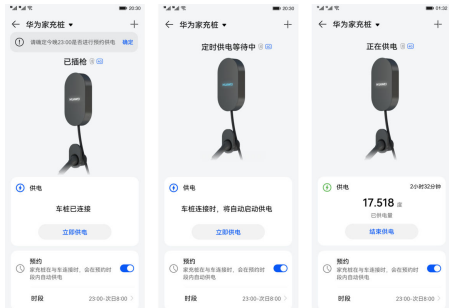 20:30
华为家充桩
请确定今晚23:00是否进行预约供电 确定
已插枪
HUAWEI
供电
车桩已连接
立即供电
预约
家充桩在与车连接时，会在预约时
段内自动供电
时段 23:00-次日8:00
20:30
华为家充桩
定时供电等待中
HUAWEI
供电
车桩连接时，将自动启动供电
立即供电
预约
家充桩在与车连接时，会在预约时
段内自动供电
时段 23:00-次日8:00
01:32
华为家充桩
正在供电
HUAWEI
供电 2小时32分钟
17.518 度
已供电量
结束供电
预约
家充桩在与车连接时，会在预约时
段内自动供电
时段 23:00-次日8:00